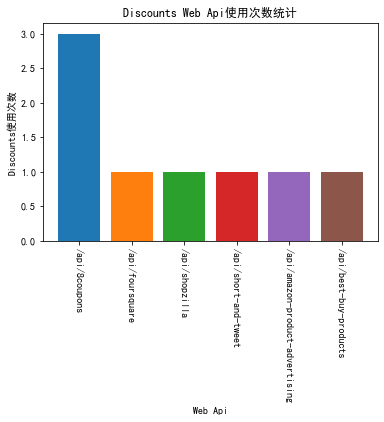 Discounts Web Api使用次数统计
Discounts使用次数
3.0
2.5
2.0
1.5
1.0
0.5
0.0
/api/8coupons
/api/foursquare
/api/shopzilla
/api/short-and-tweet
/api/amazon-product-advertising
/api/best-buy-products
Web Api